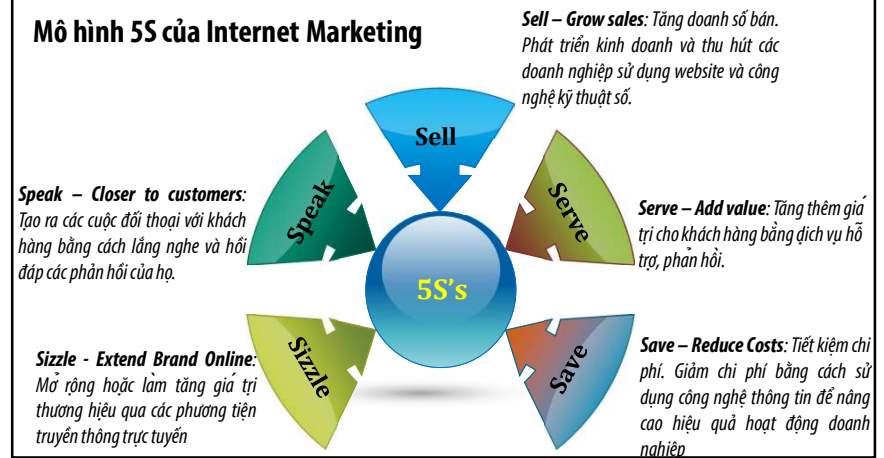 Mô hình 5S của Internet Marketing
Sell – Grow sales: Tăng doanh số bán.
Phát triển kinh doanh và thu hút các
doanh nghiệp sử dụng website và công
nghệ kỹ thuật số.
Sell
Speak
Serve
Speak – Closer to customers:
Tạo ra các cuộc đối thoại với khách
hàng bằng cách lắng nghe và hồi
đáp các phản hồi của họ.
Serve – Add value: Tăng thêm giá
trị cho khách hàng bằng dịch vụ hỗ
trợ, phản hồi.
5S’s
Sizzle
Save
Sizzle - Extend Brand Online:
Mở rộng hoặc làm tăng giá trị
thương hiệu qua các phương tiện
truyền thông trực tuyến
Save – Reduce Costs: Tiết kiệm chi
phí. Giảm chi phí bằng cách sử
dụng công nghệ thông tin để nâng
cao hiệu quả hoạt động doanh
nghiệp